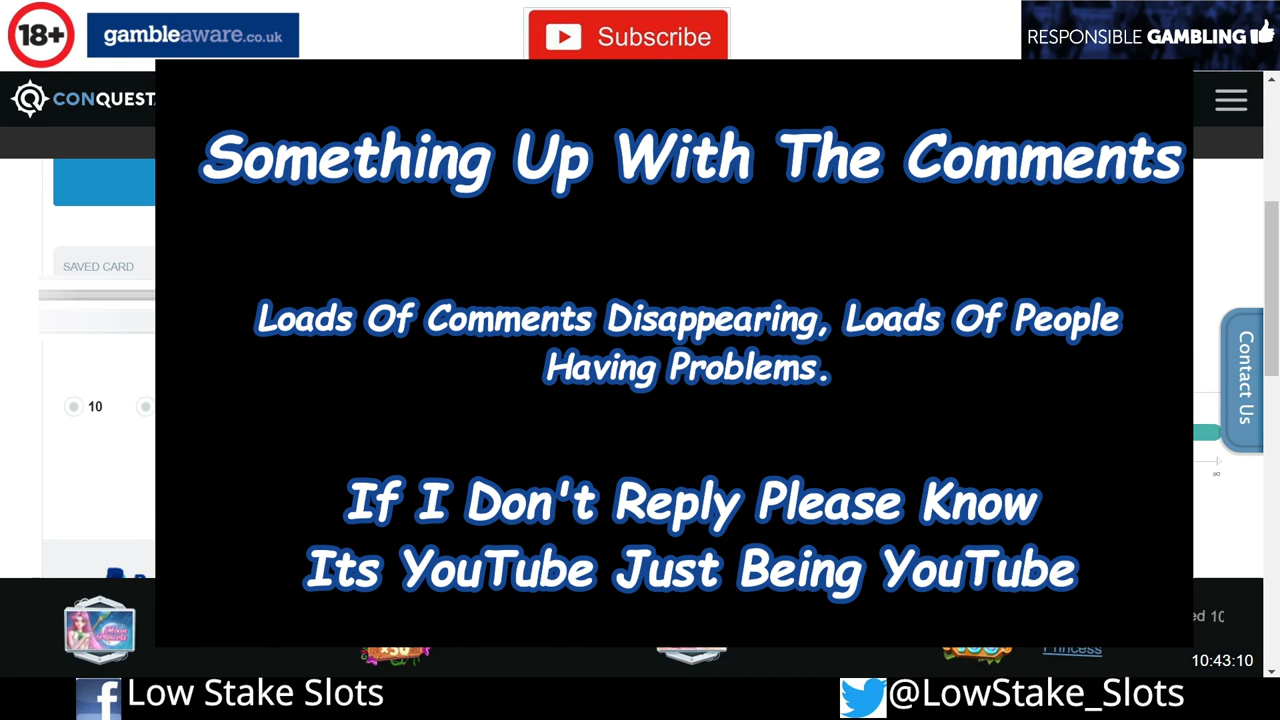 18+
gambleaware.co.uk
Subscribe
RESPONSIBLE GAMBLING
CONQUEST
Something Up With The Comments
SAVED CARD
Loads Of Comments Disappearing, Loads Of People
Having Problems.
Contact Us
10
∞
If I Don't Reply Please Know
Its YouTube Just Being YouTube
Princess
10:43:10
Low Stake Slots
@LowStake_Slots